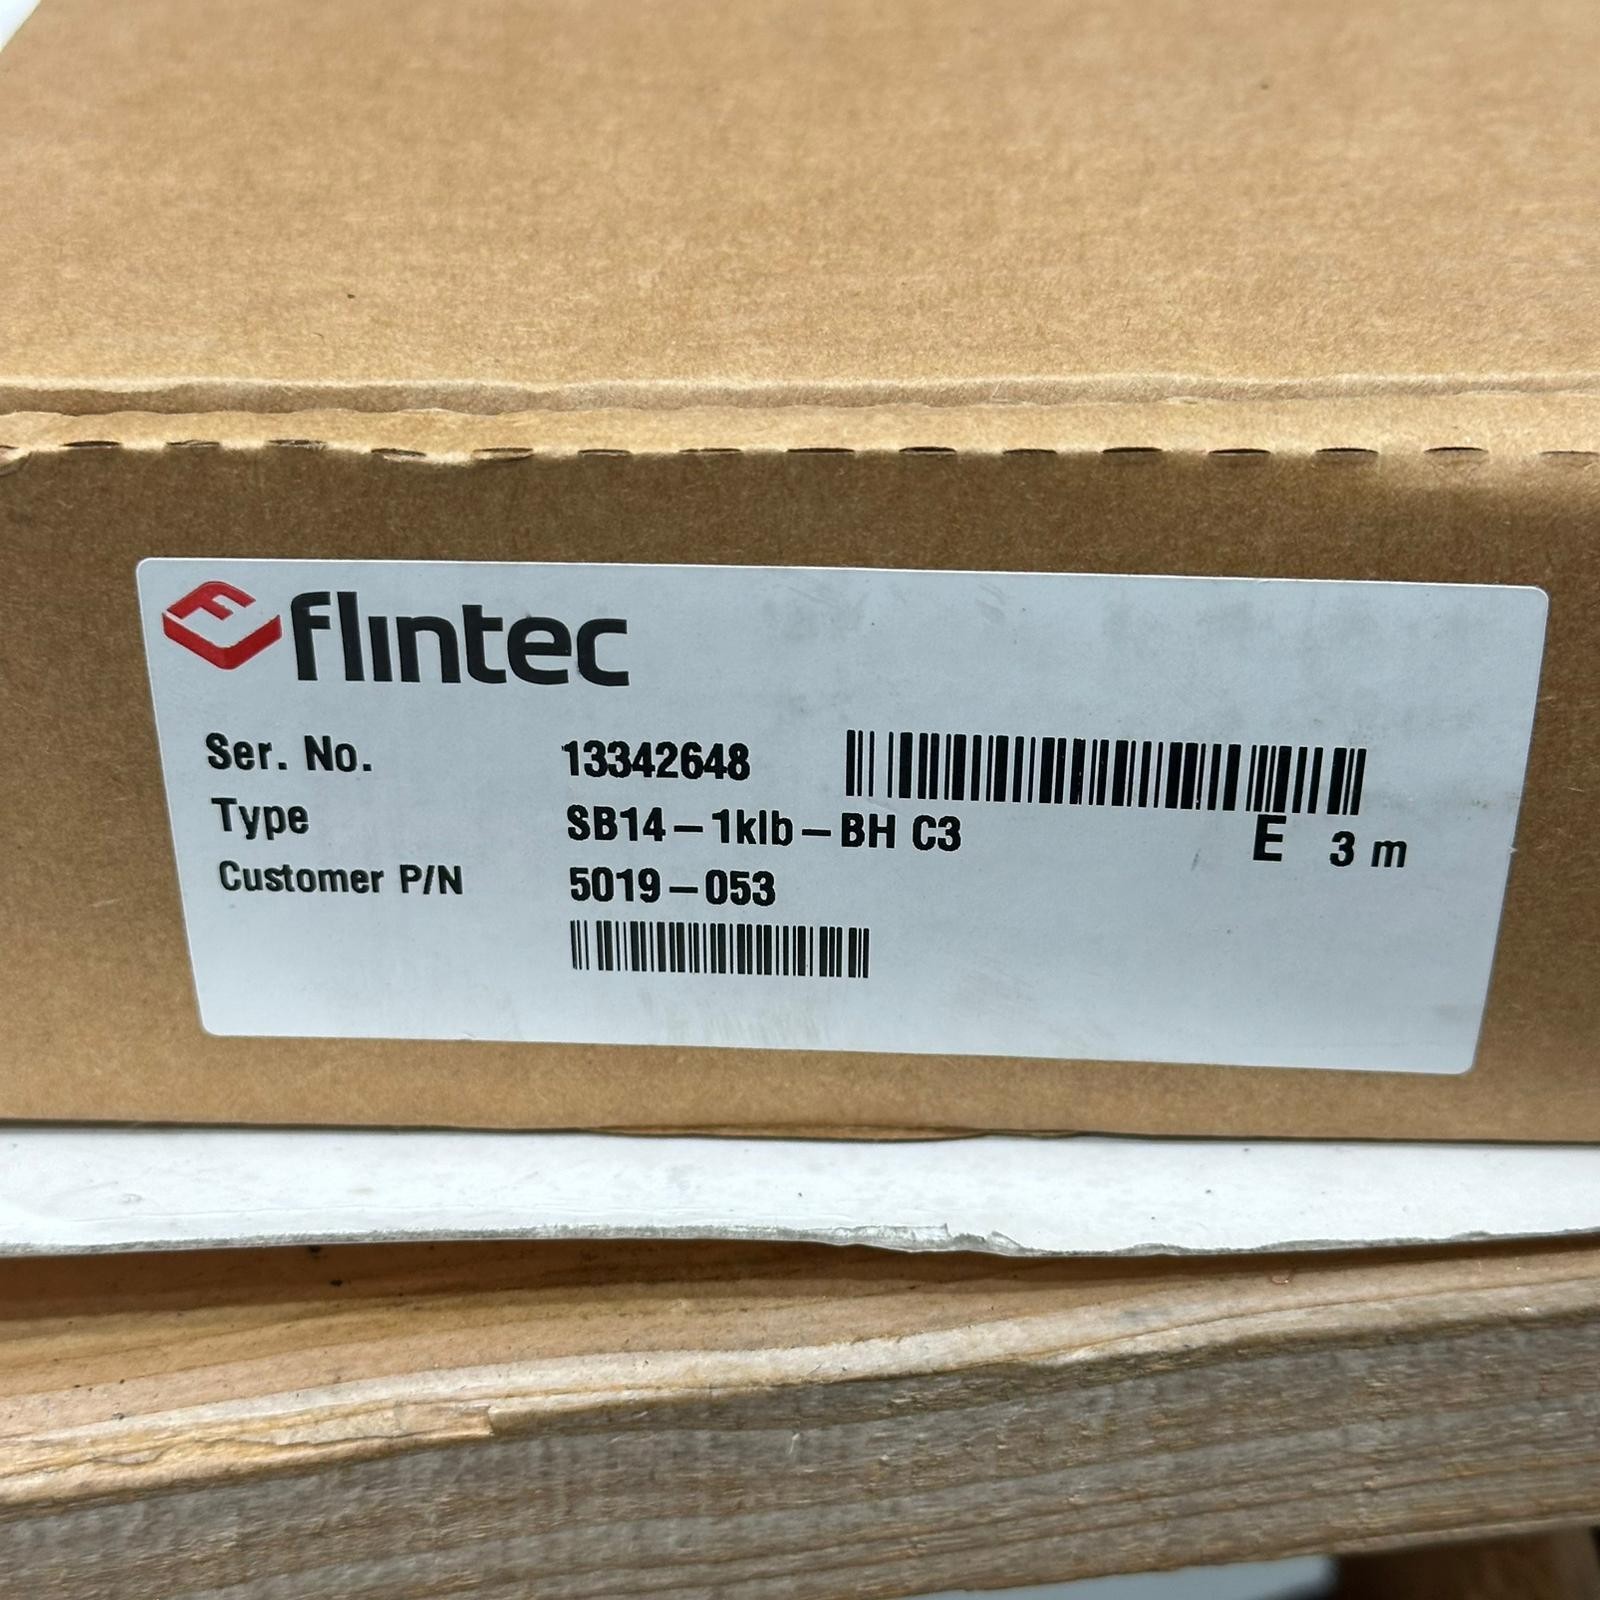 flintec
Ser. No. 13342648
Type SB14-1klb-BH C3 E 3 m
Customer P/N 5019-053